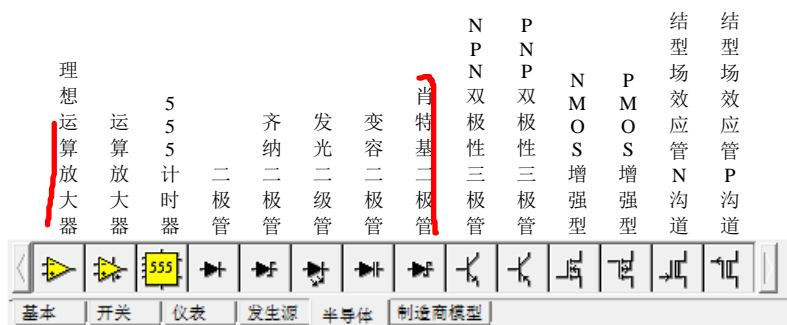 理想运算放大器
运算放大器
555计时器
二极管
齐纳二极管
发光二级管
变容二极管
肖特基二极管
NPN双极性三极管
PNP双极性三极管
NMOS增强型
PMOS增强型
结型场效应管N沟道
结型场效应管P沟道
555
基本 开关 仪表 发生源 半导体 制造商模型